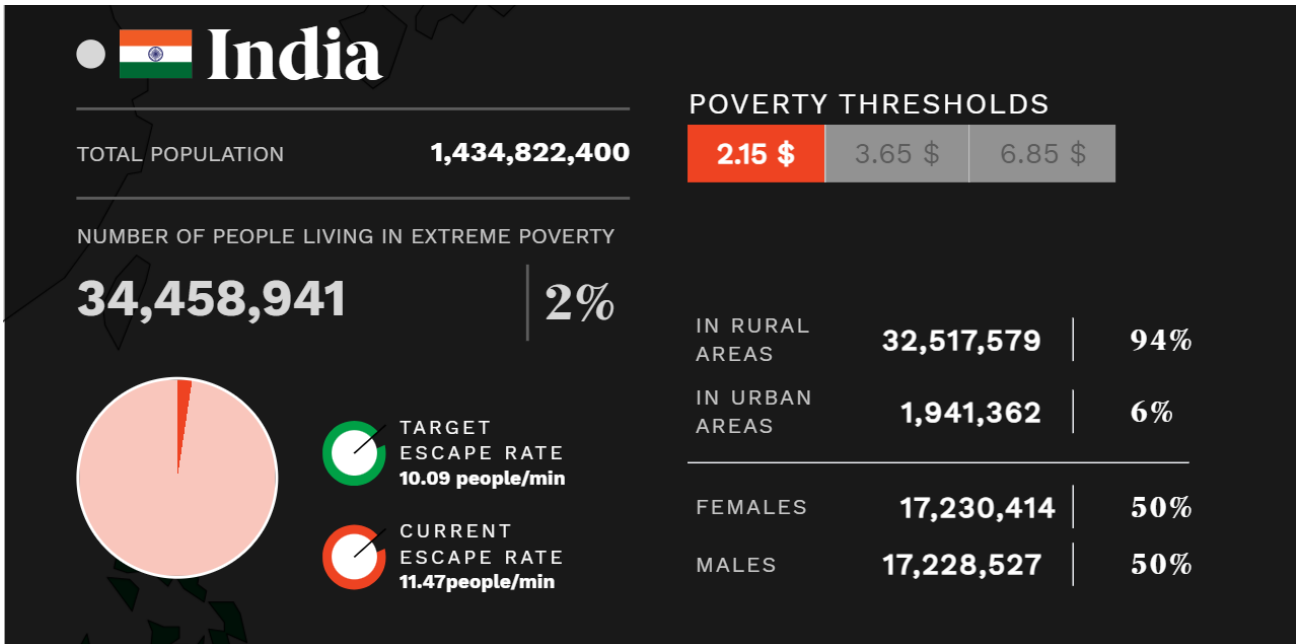 India
TOTAL POPULATION 1,434,822,400
NUMBER OF PEOPLE LIVING IN EXTREME POVERTY
34,458,941 2%
TARGET
ESCAPE RATE
10.09 people/min
CURRENT
ESCAPE RATE
11.47people/min
POVERTY THRESHOLDS
2.15 $ 3.65 $ 6.85 $
IN RURAL
AREAS 32,517,579 94%
IN URBAN
AREAS 1,941,362 6%
FEMALES 17,230,414 50%
MALES 17,228,527 50%